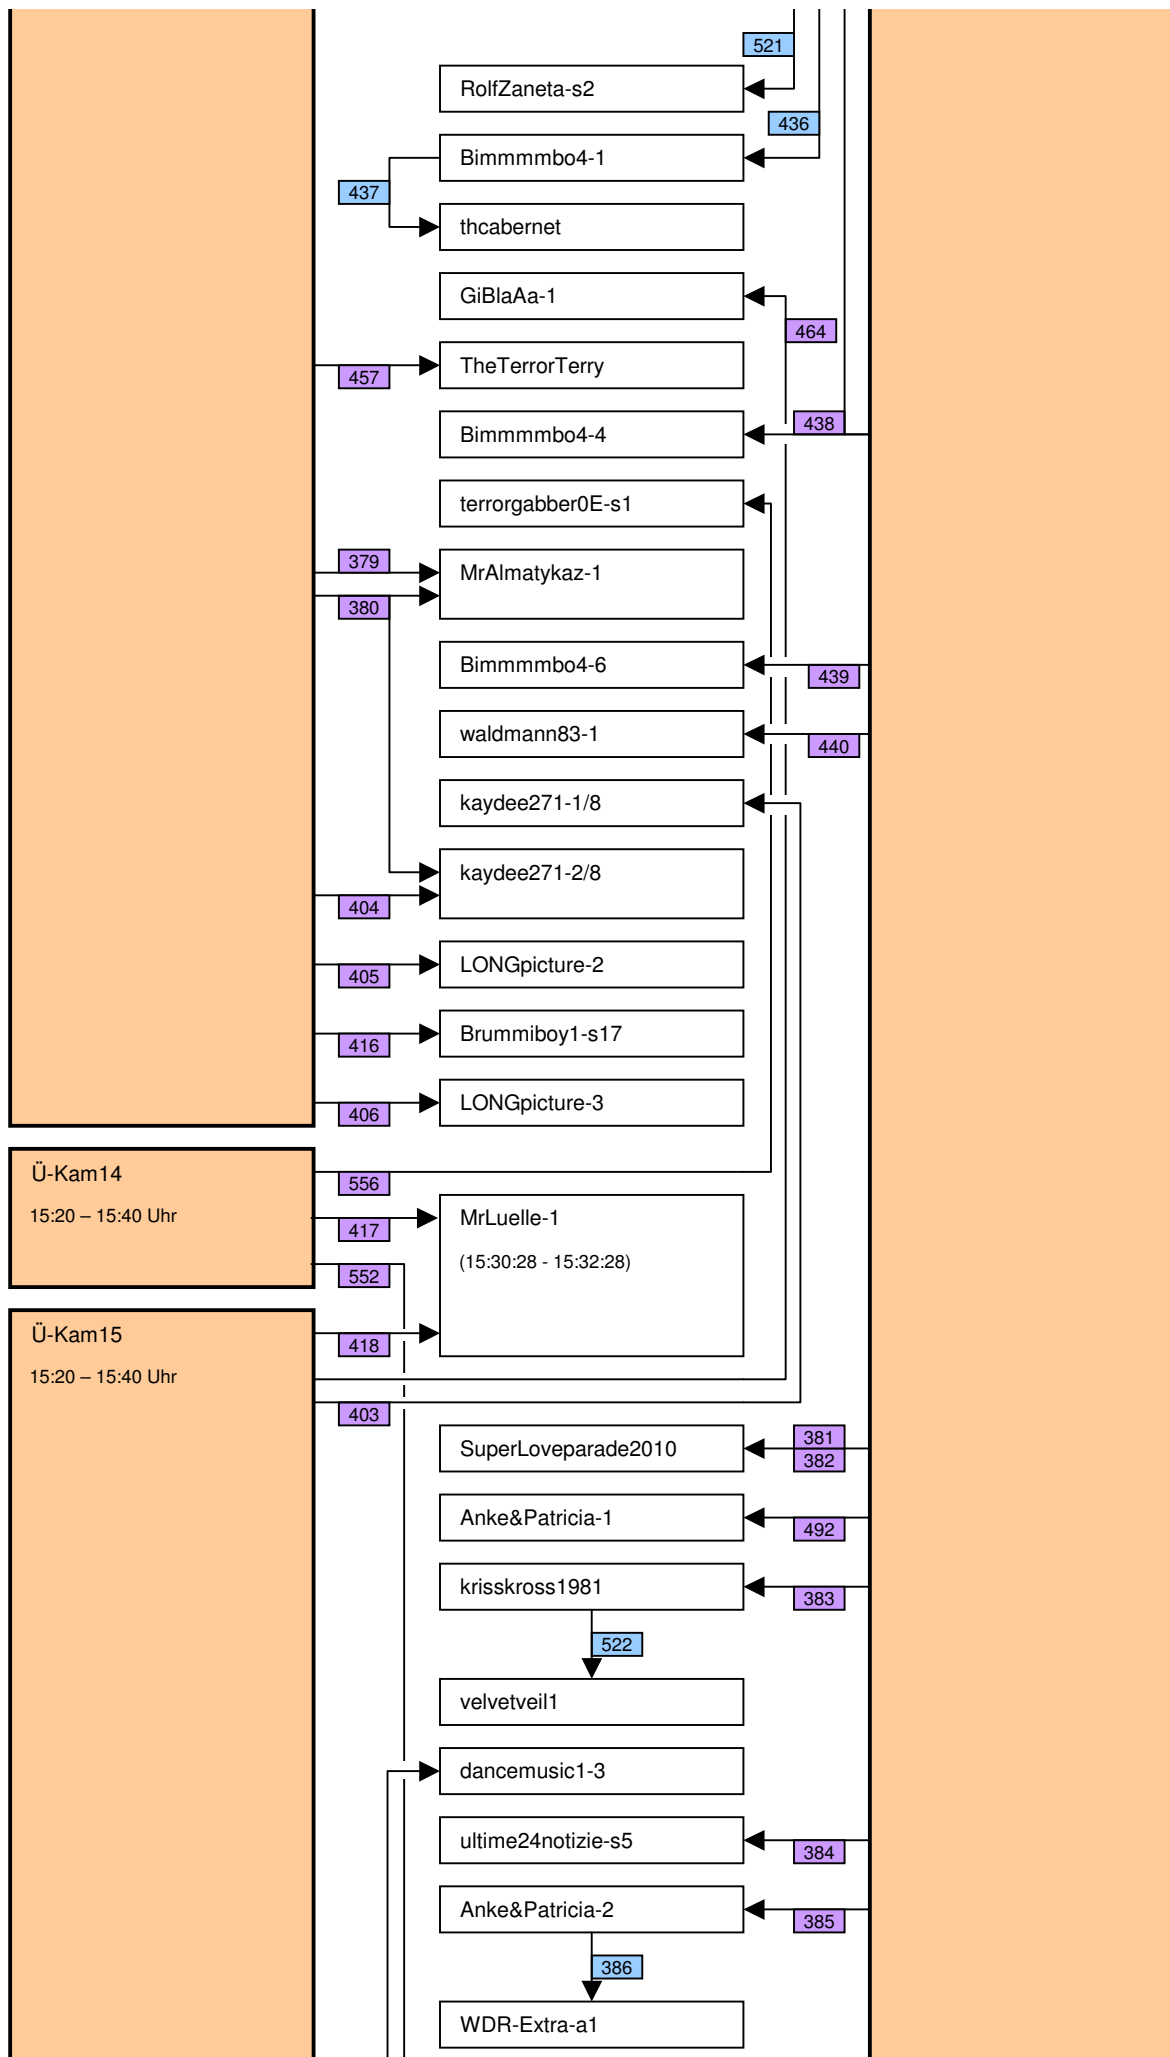 521
RolfZaneta-s2
436
Bimmmmbo4-1
437
thcabernet
GiBlaAa-1
464
TheTerrorTerry
457
438
Bimmmmbo4-4
terrorgabber0E-s1
379
MrAlmatykaz-1
380
Bimmmmbo4-6
439
waldmann83-1
440
kaydee271-1/8
kaydee271-2/8
404
LONGpicture-2
405
Brummiboy1-s17
416
LONGpicture-3
406
Ü-Kam14
556
15:20 – 15:40 Uhr
MrLuelle-1
417
(15:30:28 - 15:32:28)
552
Ü-Kam15
418
15:20 – 15:40 Uhr
403
381
SuperLoveparade2010
382
Anke&Patricia-1
492
krisskross1981
383
522
velvetveil1
dancemusic1-3
ultime24notizie-s5
384
Anke&Patricia-2
385
386
WDR-Extra-a1